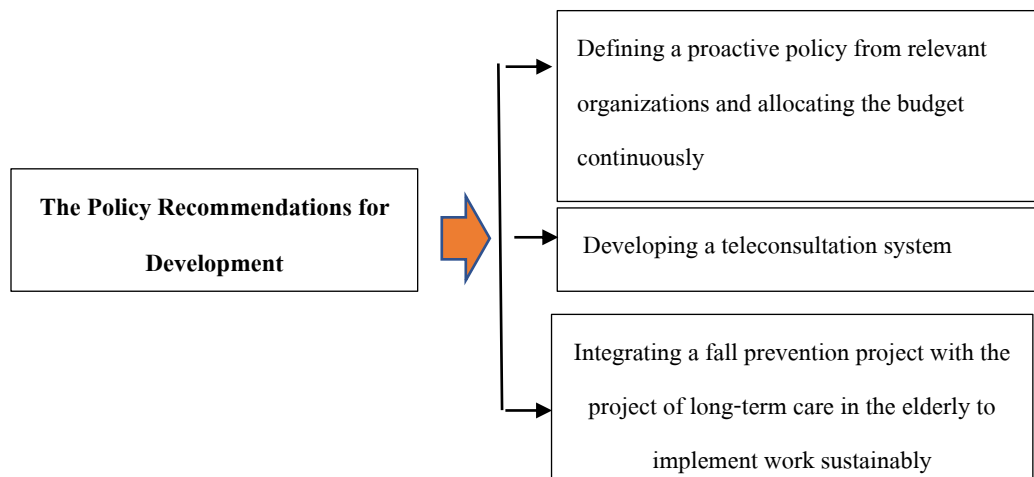 The Policy Recommendations for
Development
Defining a proactive policy from relevant
organizations and allocating the budget
continuously
Developing a teleconsultation system
Integrating a fall prevention project with the
project of long-term care in the elderly to
implement work sustainably